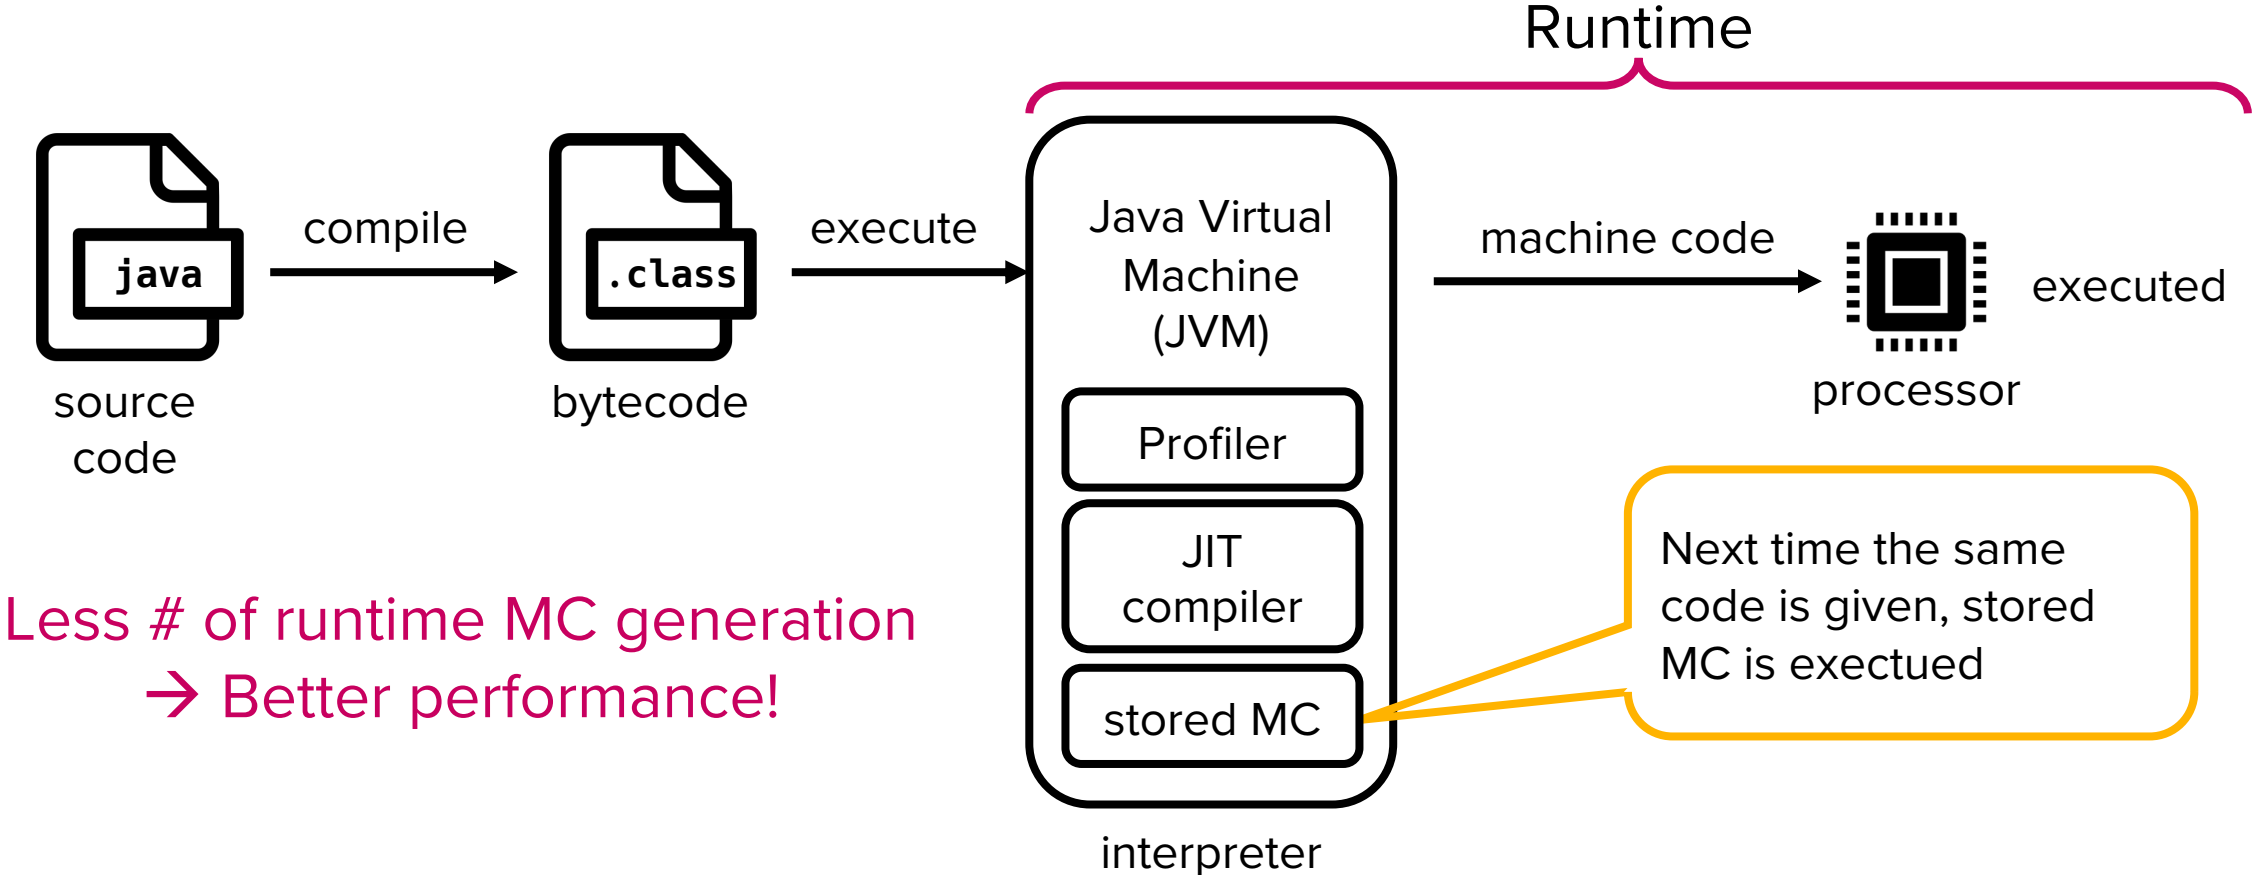 Runtime
java
compile
.class
execute
Java Virtual
Machine
(JVM)
machine code
executed
source
code
bytecode
processor
Profiler
JIT
compiler
stored MC
interpreter
Next time the same
code is given, stored
MC is exectued
Less # of runtime MC generation
→ Better performance!